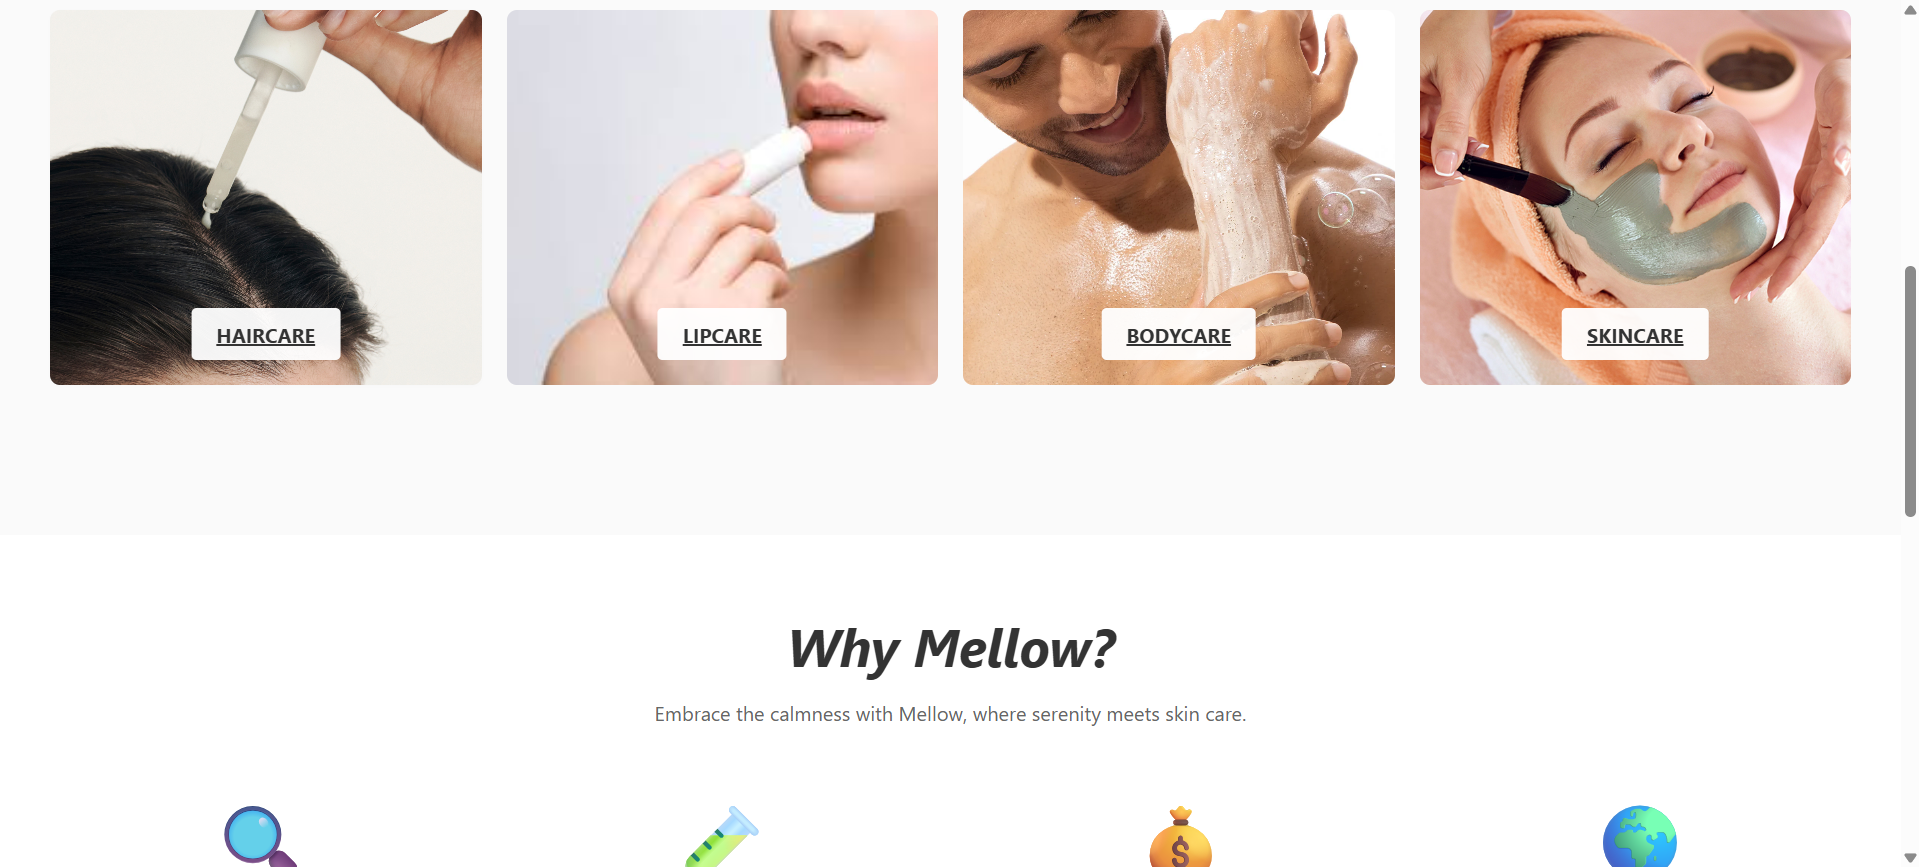 HAIRCARE
LIPCARE
BODYCARE
SKINCARE
Why Mellow?
Embrace the calmness with Mellow, where serenity meets skin care.
$